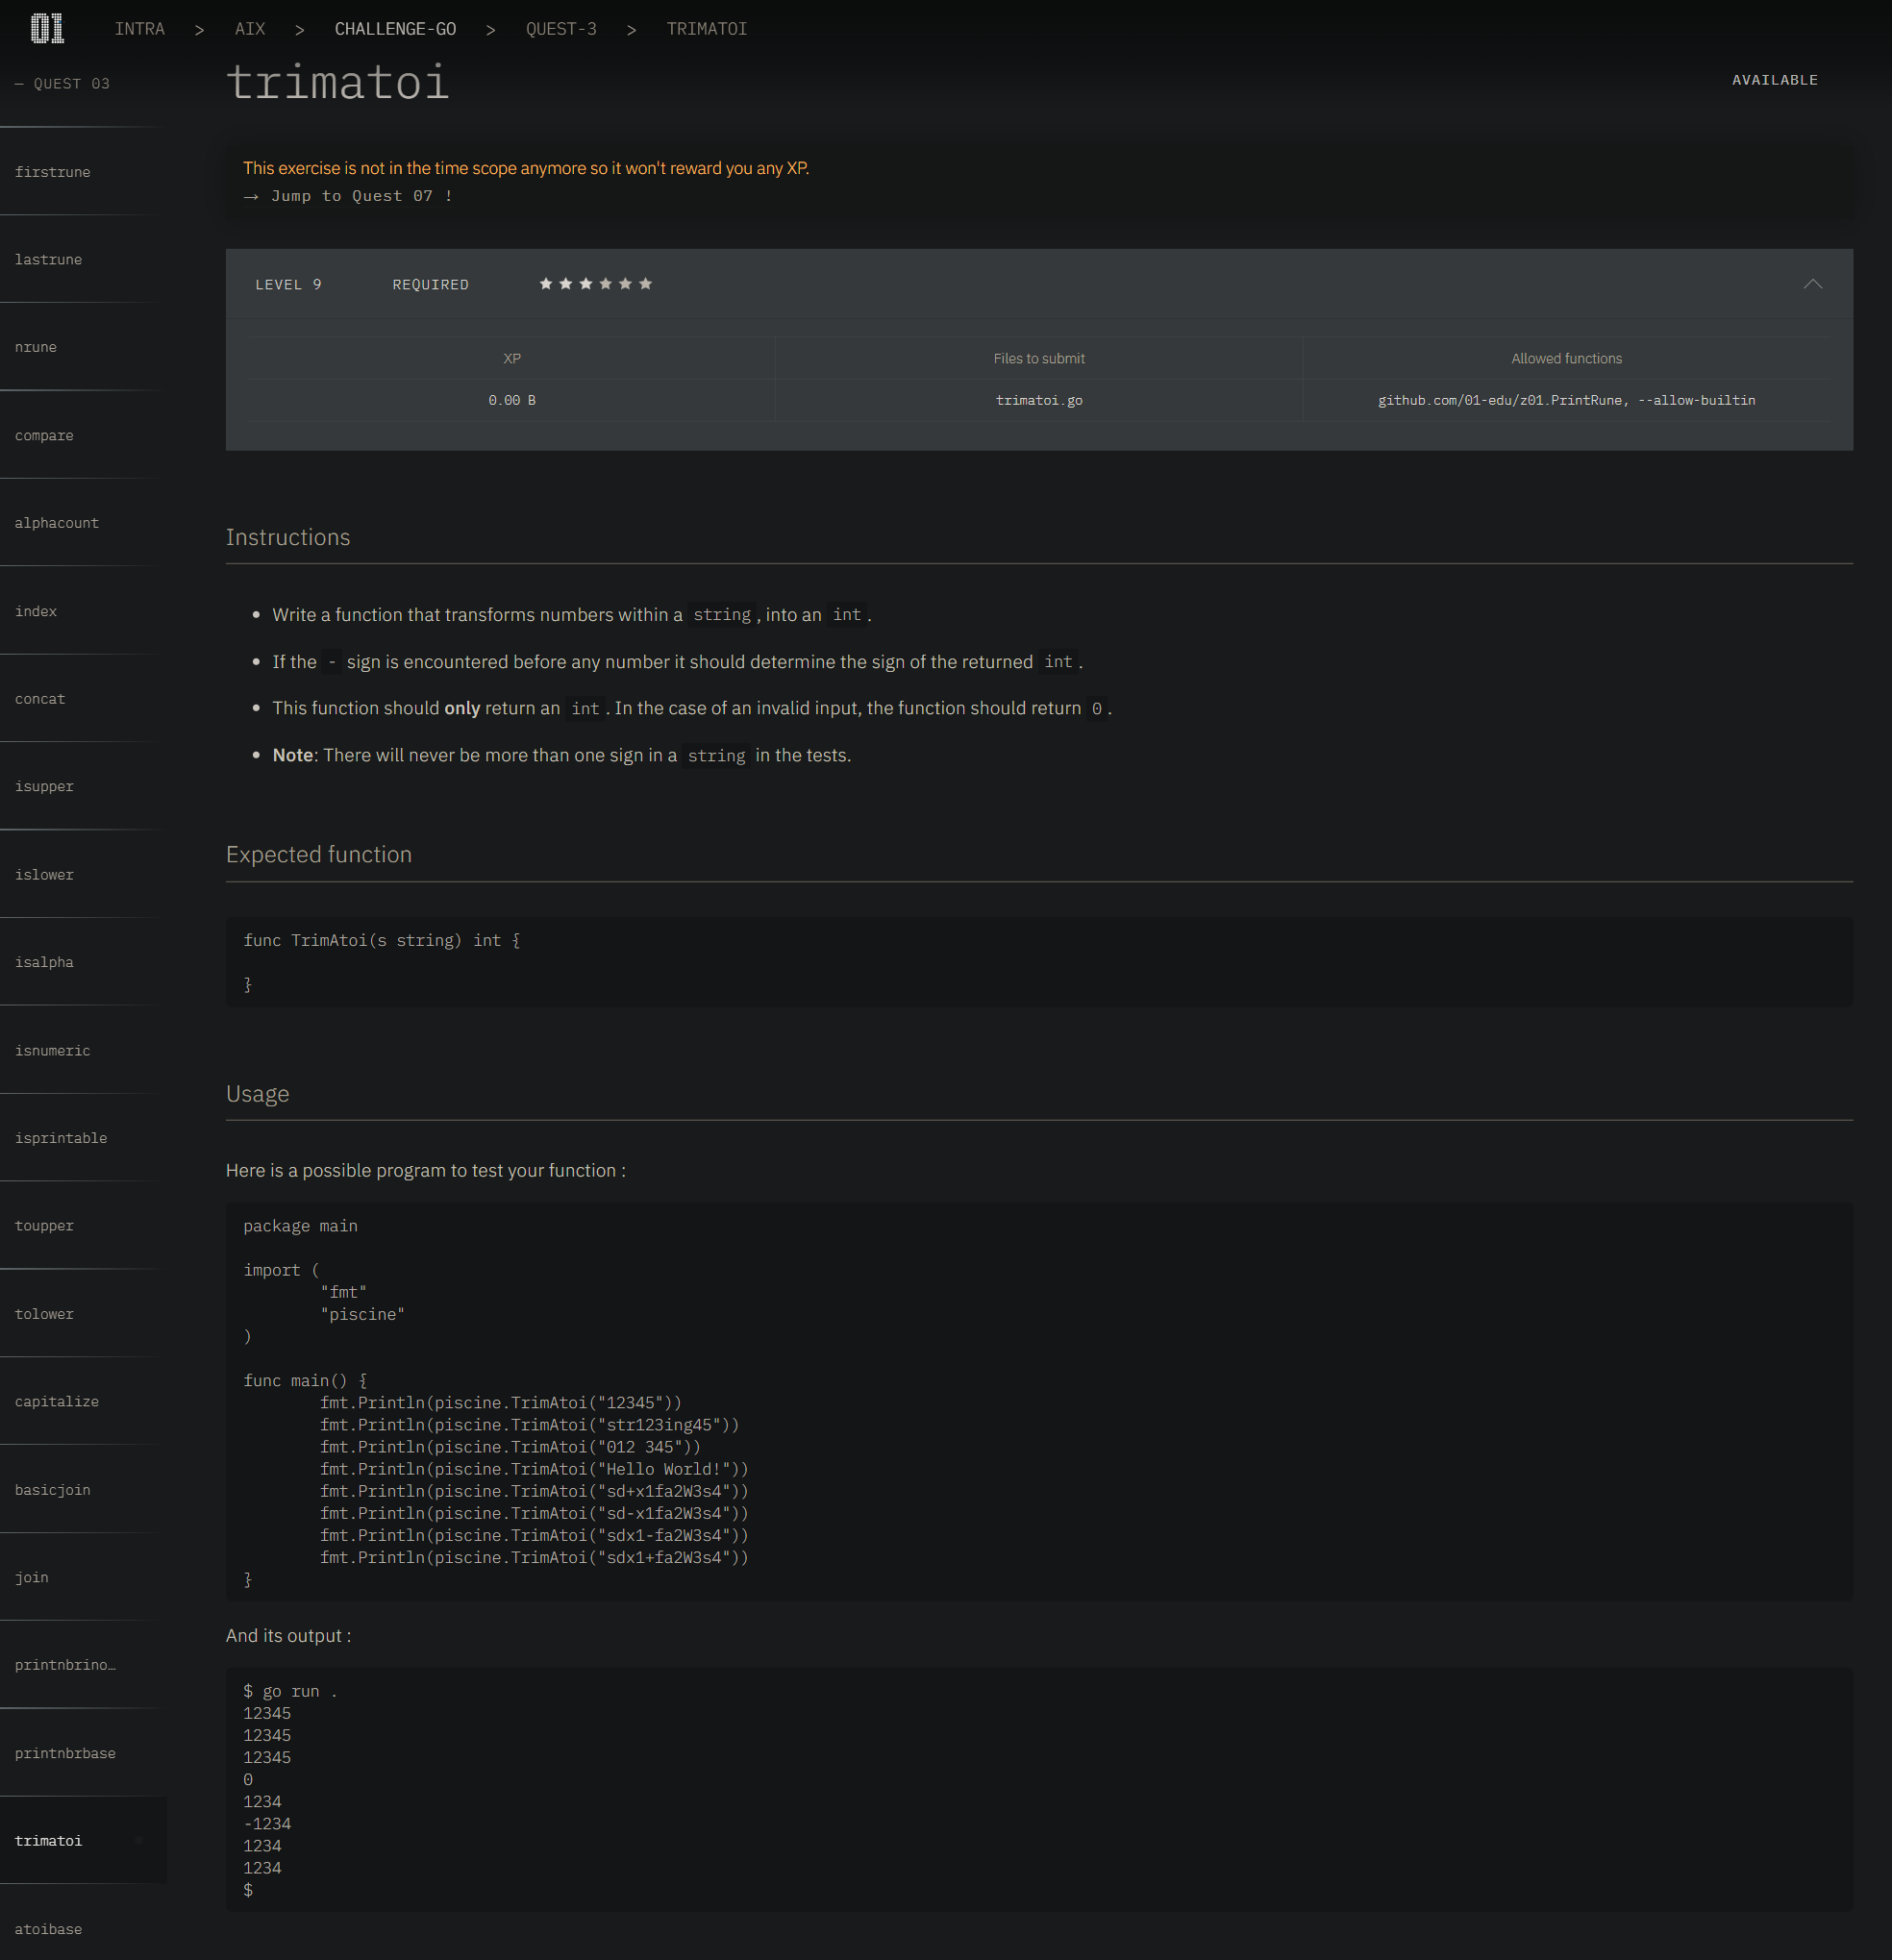 01 INTRA > AIX > CHALLENGE-GO > QUEST-3 > TRIMATOI
— QUEST 03
firstrune
lastrune
nrune
compare
alphacount
index
concat
isupper
islower
isalpha
isnumeric
isprintable
toupper
tolower
capitalize
basicjoin
join
printnbrino…
printnbrbase
trimatoi
atoibase
trimatoi
AVAILABLE
This exercise is not in the time scope anymore so it won't reward you any XP.
→ Jump to Quest 07 !
LEVEL 9 REQUIRED
XP Files to submit Allowed functions
0.00 B trimatoi.go github.com/01-edu/z01.PrintRune, --allow-builtin
Instructions
• Write a function that transforms numbers within a string , into an int .
• If the - sign is encountered before any number it should determine the sign of the returned int .
• This function should only return an int . In the case of an invalid input, the function should return 0 .
• Note: There will never be more than one sign in a string in the tests.
Expected function
func TrimAtoi(s string) int {
}
Usage
Here is a possible program to test your function :
package main
import (
"fmt"
"piscine"
)
func main() {
fmt.Println(piscine.TrimAtoi("12345"))
fmt.Println(piscine.TrimAtoi("str123ing45"))
fmt.Println(piscine.TrimAtoi("012 345"))
fmt.Println(piscine.TrimAtoi("Hello World!"))
fmt.Println(piscine.TrimAtoi("sd+x1fa2W3s4"))
fmt.Println(piscine.TrimAtoi("sd-x1fa2W3s4"))
fmt.Println(piscine.TrimAtoi("sdx1-fa2W3s4"))
fmt.Println(piscine.TrimAtoi("sdx1+fa2W3s4"))
}
And its output :
$ go run .
12345
12345
12345
0
1234
-1234
1234
1234
$